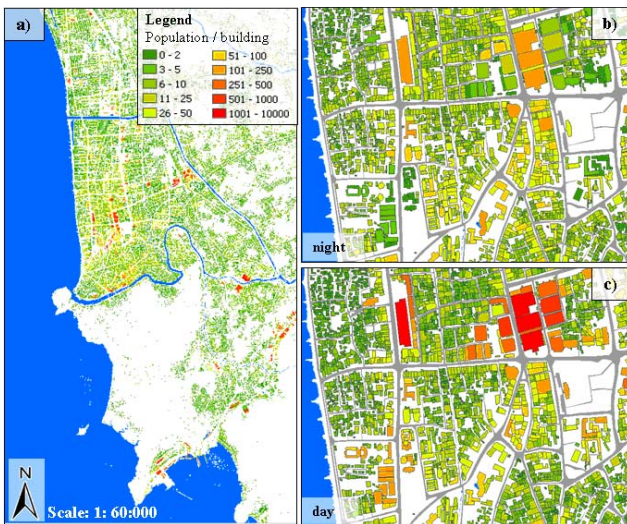 a)
Legend
Population / building
0 - 2
3 - 5
6 - 10
11 - 25
26 - 50
51 - 100
101 - 250
251 - 500
501 - 1000
1001 - 10000
N
Scale: 1: 60:000
b)
night
c)
day